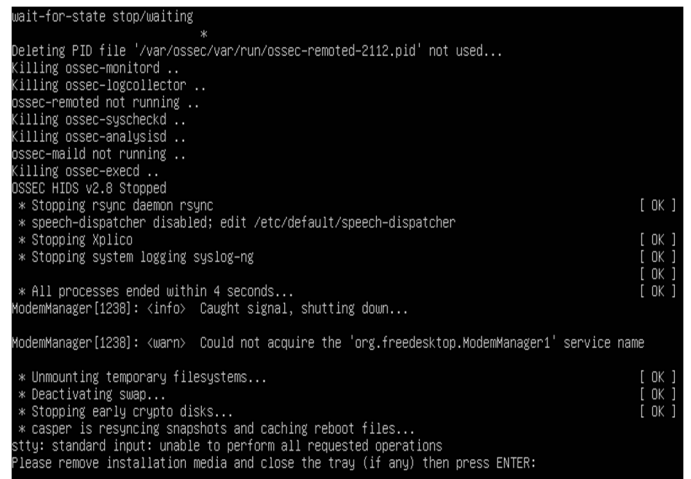 wait-for-state stop/waiting
*
Deleting PID file '/var/ossec/var/run/ossec-remoted-2112.pid' not used...
Killing ossec-monitord ..
Killing ossec-logcollector ..
ossec-remoted not running ..
Killing ossec-syscheckd ..
Killing ossec-analysisd ..
ossec-maild not running ..
Killing ossec-execd ..
OSSEC HIDS v2.8 Stopped
* Stopping rsync daemon rsync [ OK ]
* speech-dispatcher disabled; edit /etc/default/speech-dispatcher
* Stopping Xplico [ OK ]
* Stopping system logging syslog-ng [ OK ]
[ OK ]
* All processes ended within 4 seconds... [ OK ]
ModemManager[1238]: <info> Caught signal, shutting down...
ModemManager[1238]: <warn> Could not acquire the 'org.freedesktop.ModemManager1' service name
* Unmounting temporary filesystems... [ OK ]
* Deactivating swap... [ OK ]
* Stopping early crypto disks... [ OK ]
* casper is resyncing snapshots and caching reboot files...
stty: standard input: unable to perform all requested operations
Please remove installation media and close the tray (if any) then press ENTER: